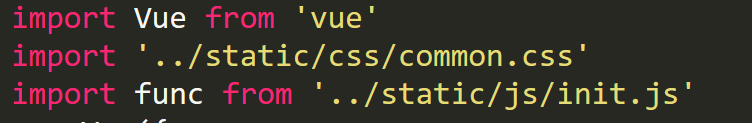 import Vue from 'vue'
import '../static/css/common.css'
import func from '../static/js/init.js'